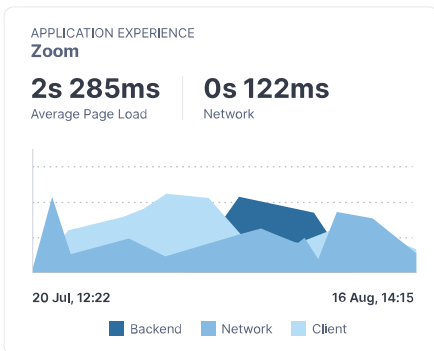 APPLICATION EXPERIENCE
Zoom
2s 285ms 0s 122ms
Average Page Load Network
20 Jul, 12:22 16 Aug, 14:15
Backend Network Client